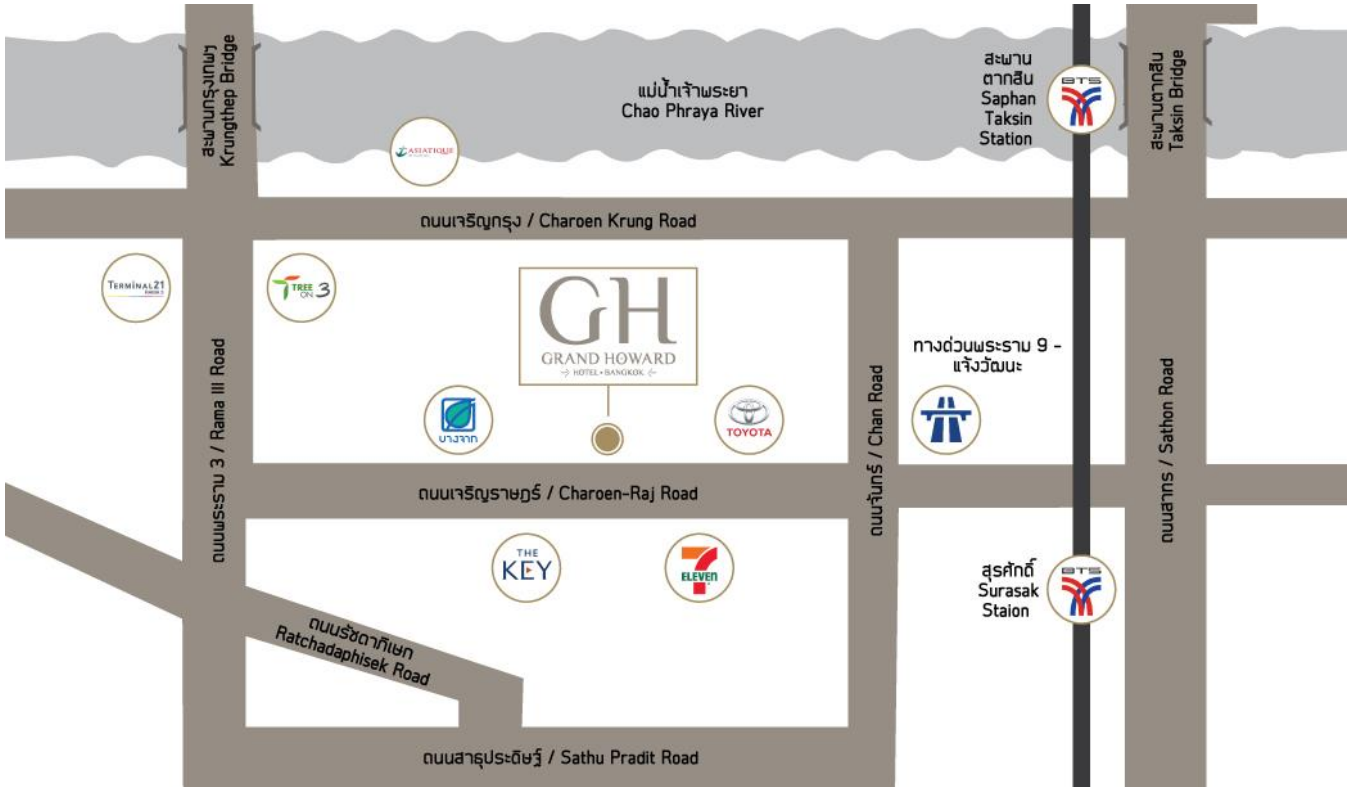 สะพานกรุงเทพฯ
Krungthep Bridge
แม่น้ำเจ้าพระยา
Chao Phraya River
สะพาน
ตากสิน
Saphan
Taksin
Station
BTS
สะพานตากสิน
Taksin Bridge
ASIATIQUE
ถนนเจริญกรุง / Charoen Krung Road
TERMINAL21
RAMA 3
TREE
ON 3
GH
GRAND HOWARD
HOTEL • BANGKOK
ทางด่วนพระราม 9 -
แจ้งวัฒนะ
บางจาก
TOYOTA
ถนนพระราม 3 / Rama III Road
ถนนจันทร์ / Chan Road
ถนนสาทร / Sathon Road
ถนนเจริญราษฎร์ / Charoen-Raj Road
THE
KEY
7
ELEVEN
สุรศักดิ์
Surasak
Staion
BTS
ถนนรัชดาภิเษก
Ratchadaphisek Road
ถนนสาธุประดิษฐ์ / Sathu Pradit Road